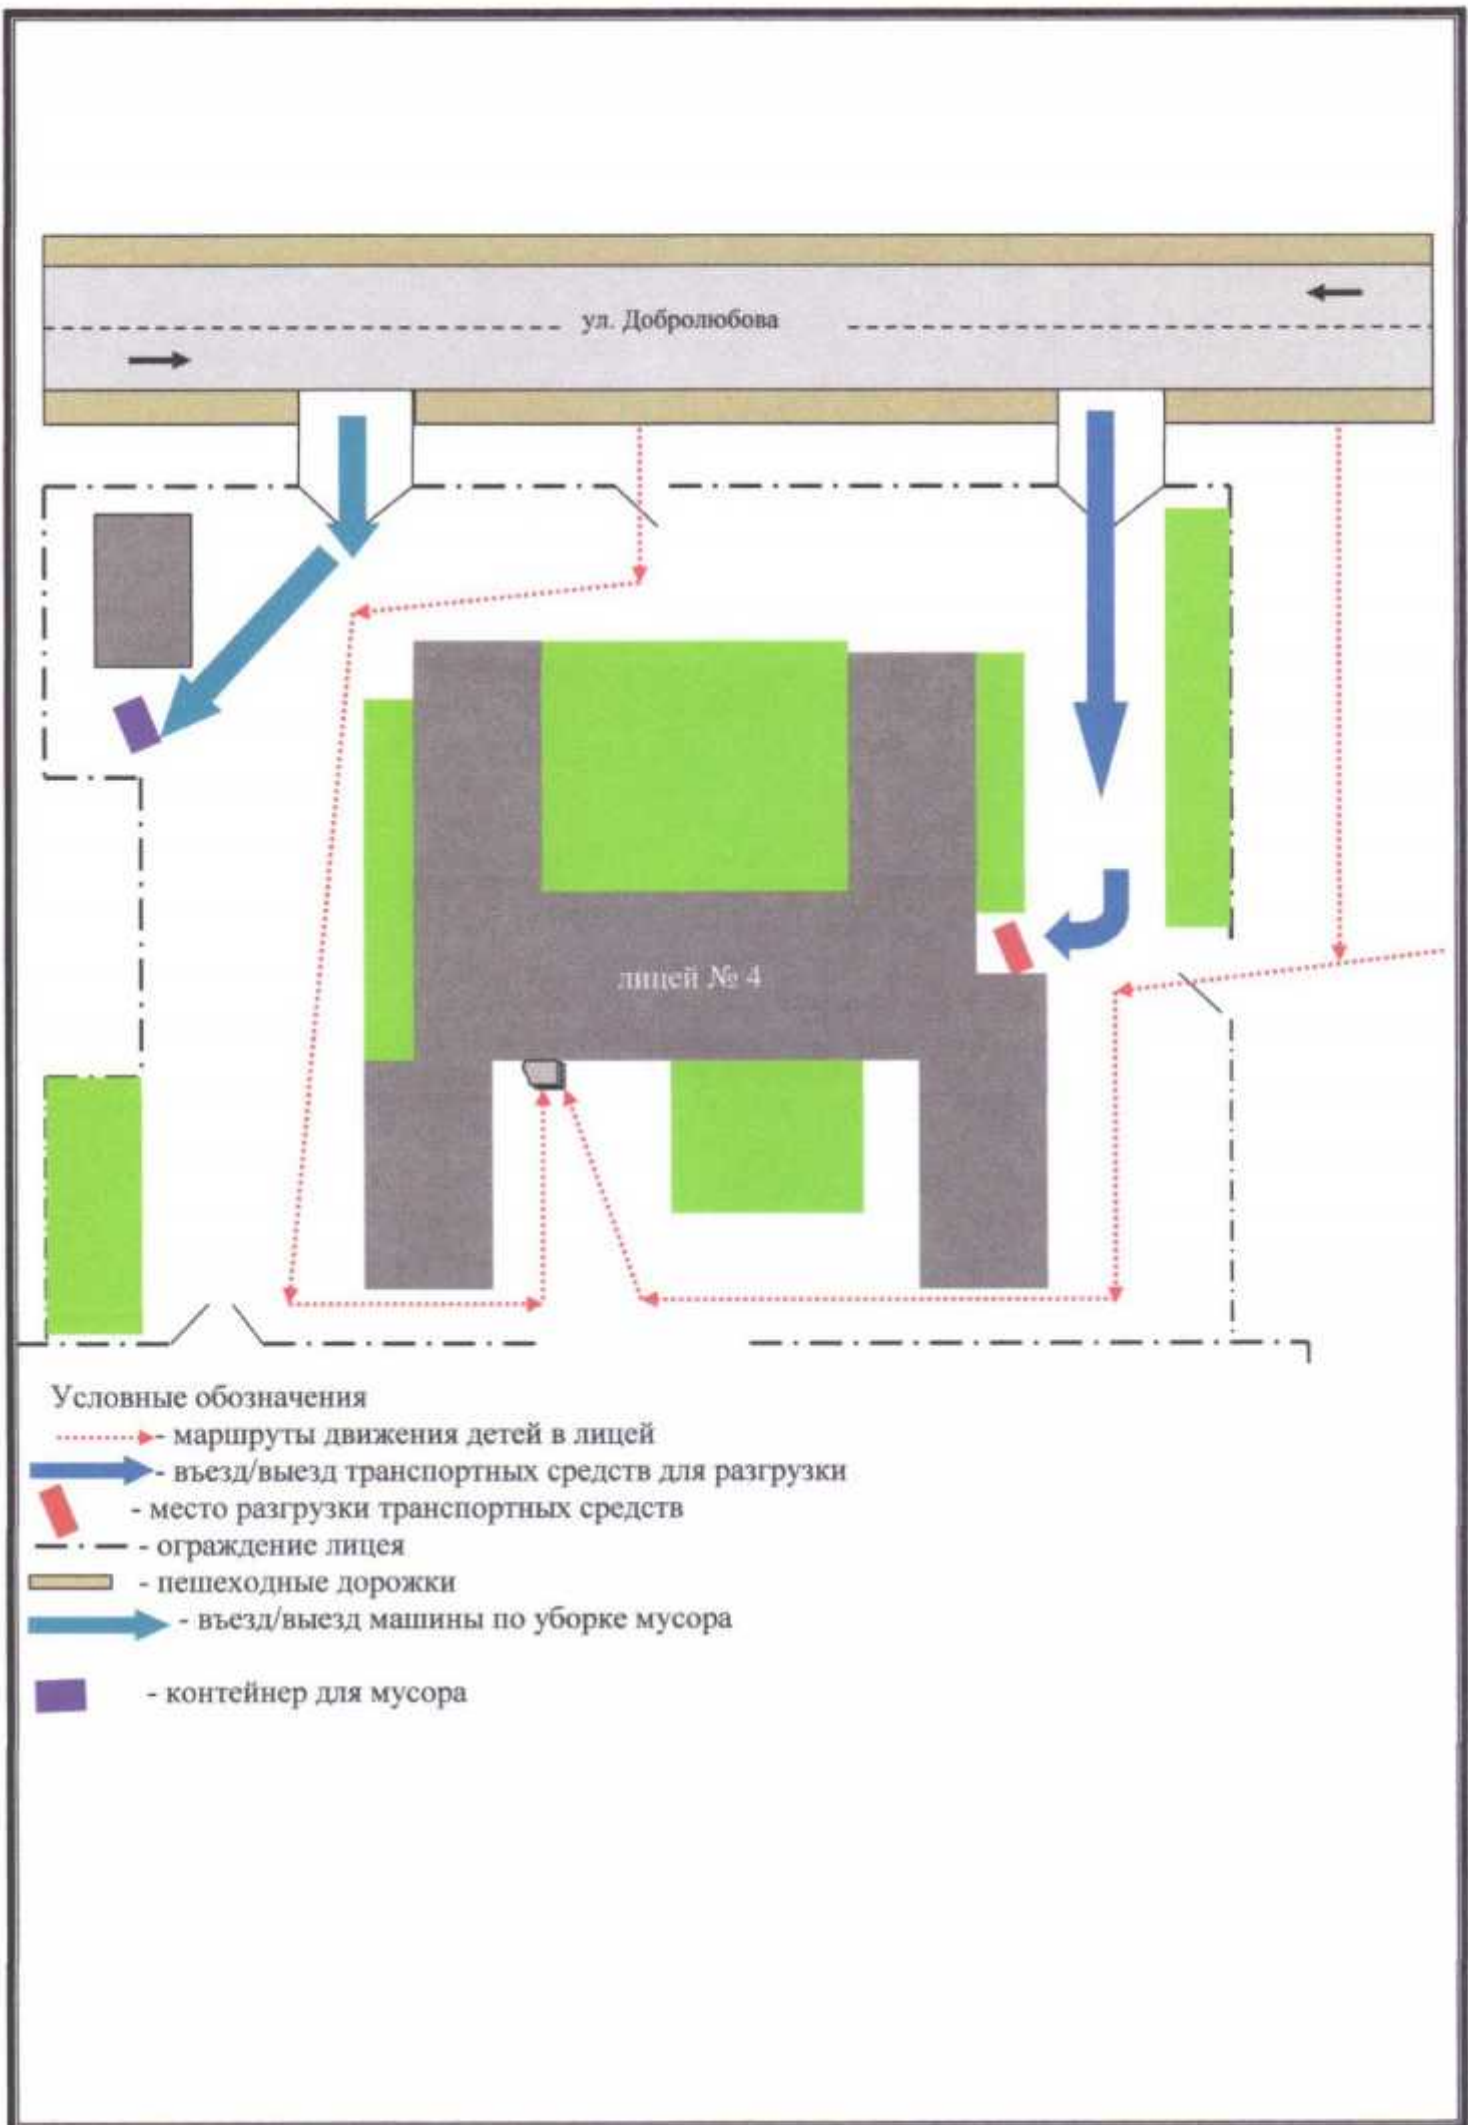 ул. Добролюбова
лицей № 4
Условные обозначения
- маршруты движения детей в лицей
- въезд/выезд транспортных средств для разгрузки
- место разгрузки транспортных средств
- ограждение лицея
- пешеходные дорожки
- въезд/выезд машины по уборке мусора
- контейнер для мусора